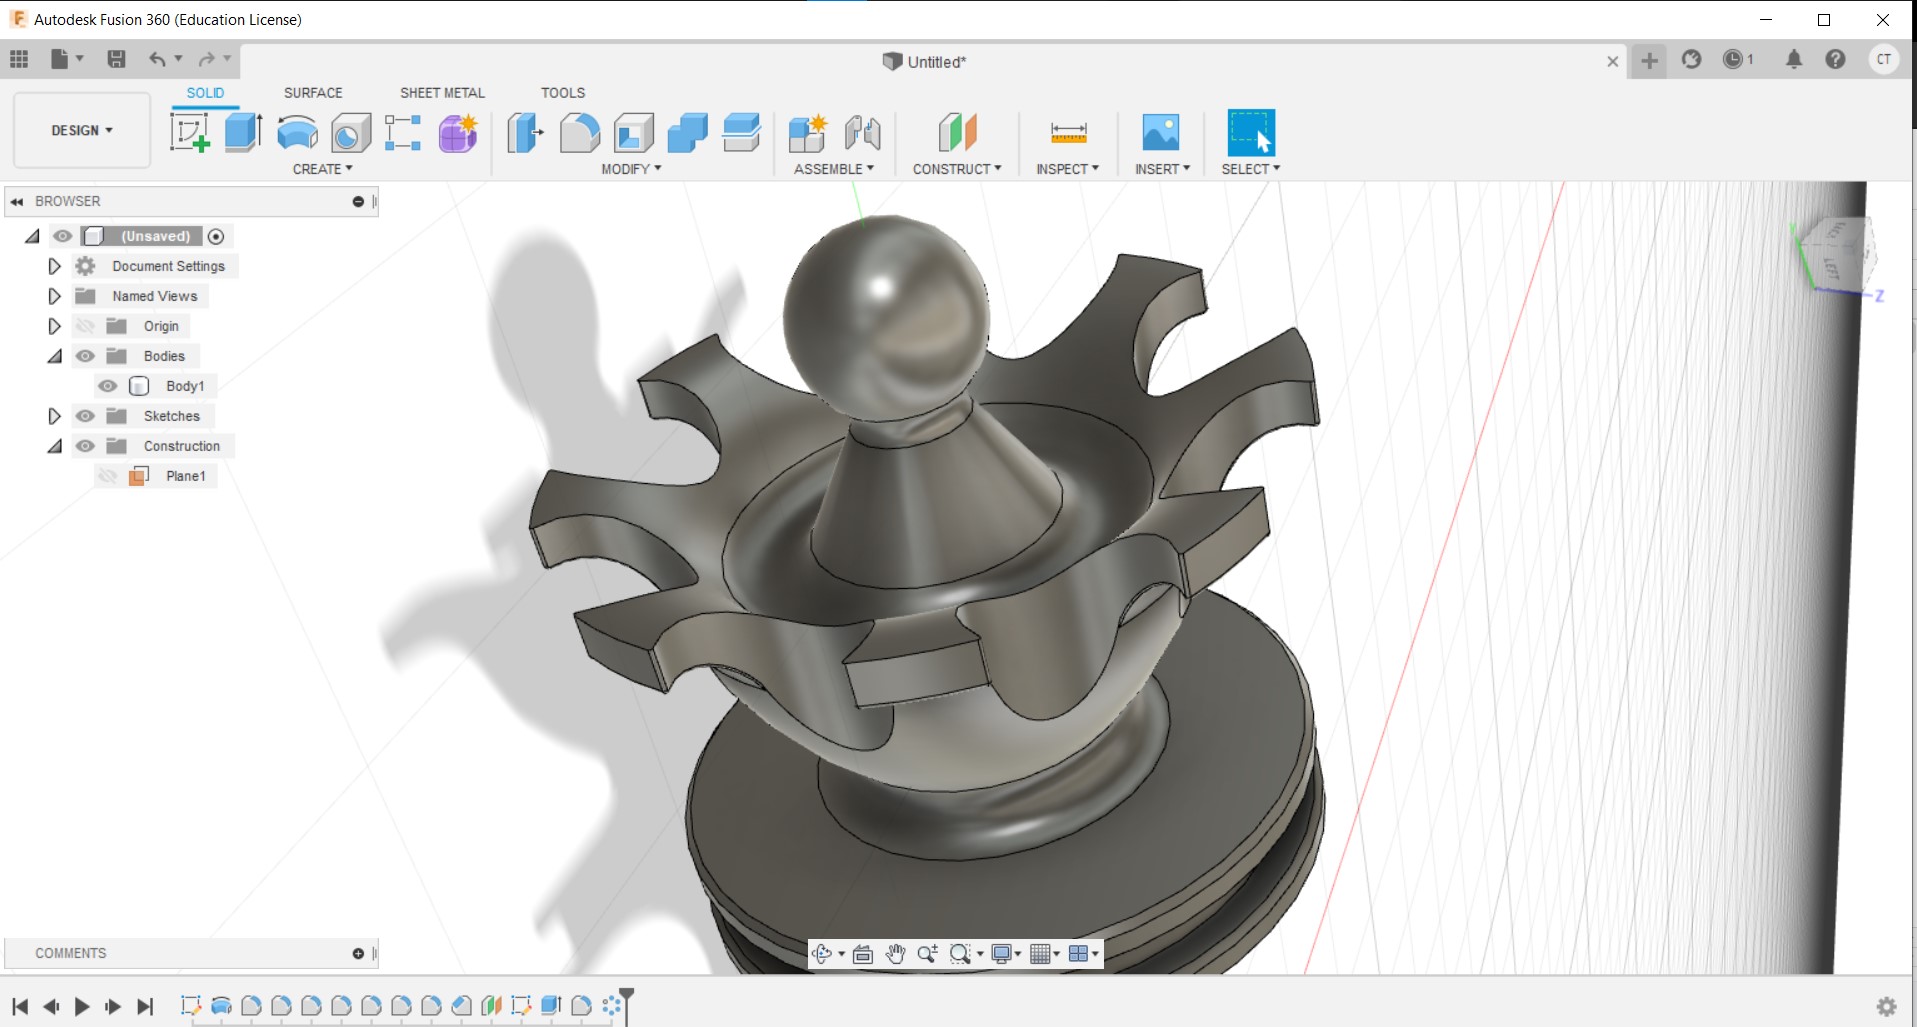 Autodesk Fusion 360 (Education License)
Untitled*
1
CT
DESIGN
SOLID SURFACE SHEET METAL TOOLS
CREATE MODIFY ASSEMBLE CONSTRUCT INSPECT INSERT SELECT
BROWSER
(Unsaved)
Document Settings
Named Views
Origin
Bodies
Body1
Sketches
Construction
Plane1
LEFT
Z
COMMENTS